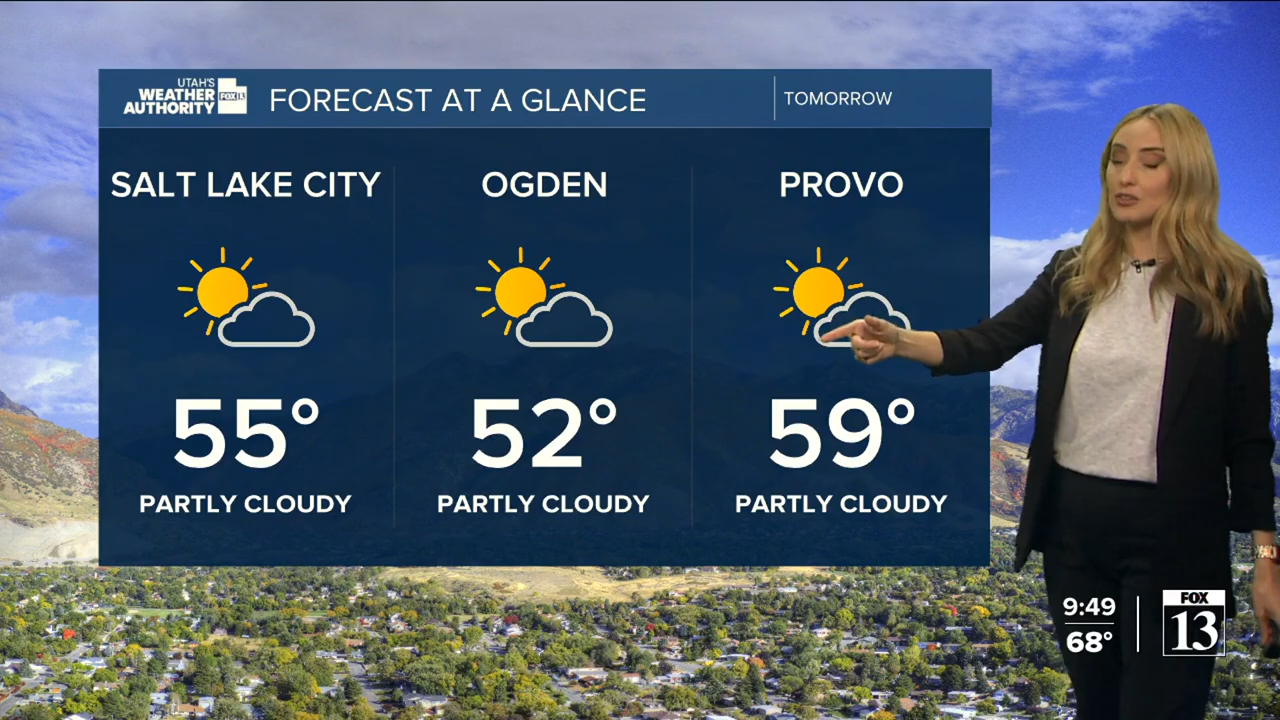 UTAH'S
WEATHER
AUTHORITY
FOX 13
FORECAST AT A GLANCE
TOMORROW
SALT LAKE CITY
OGDEN
PROVO
55°
52°
59°
PARTLY CLOUDY
PARTLY CLOUDY
PARTLY CLOUDY
9:49
68°
FOX
13